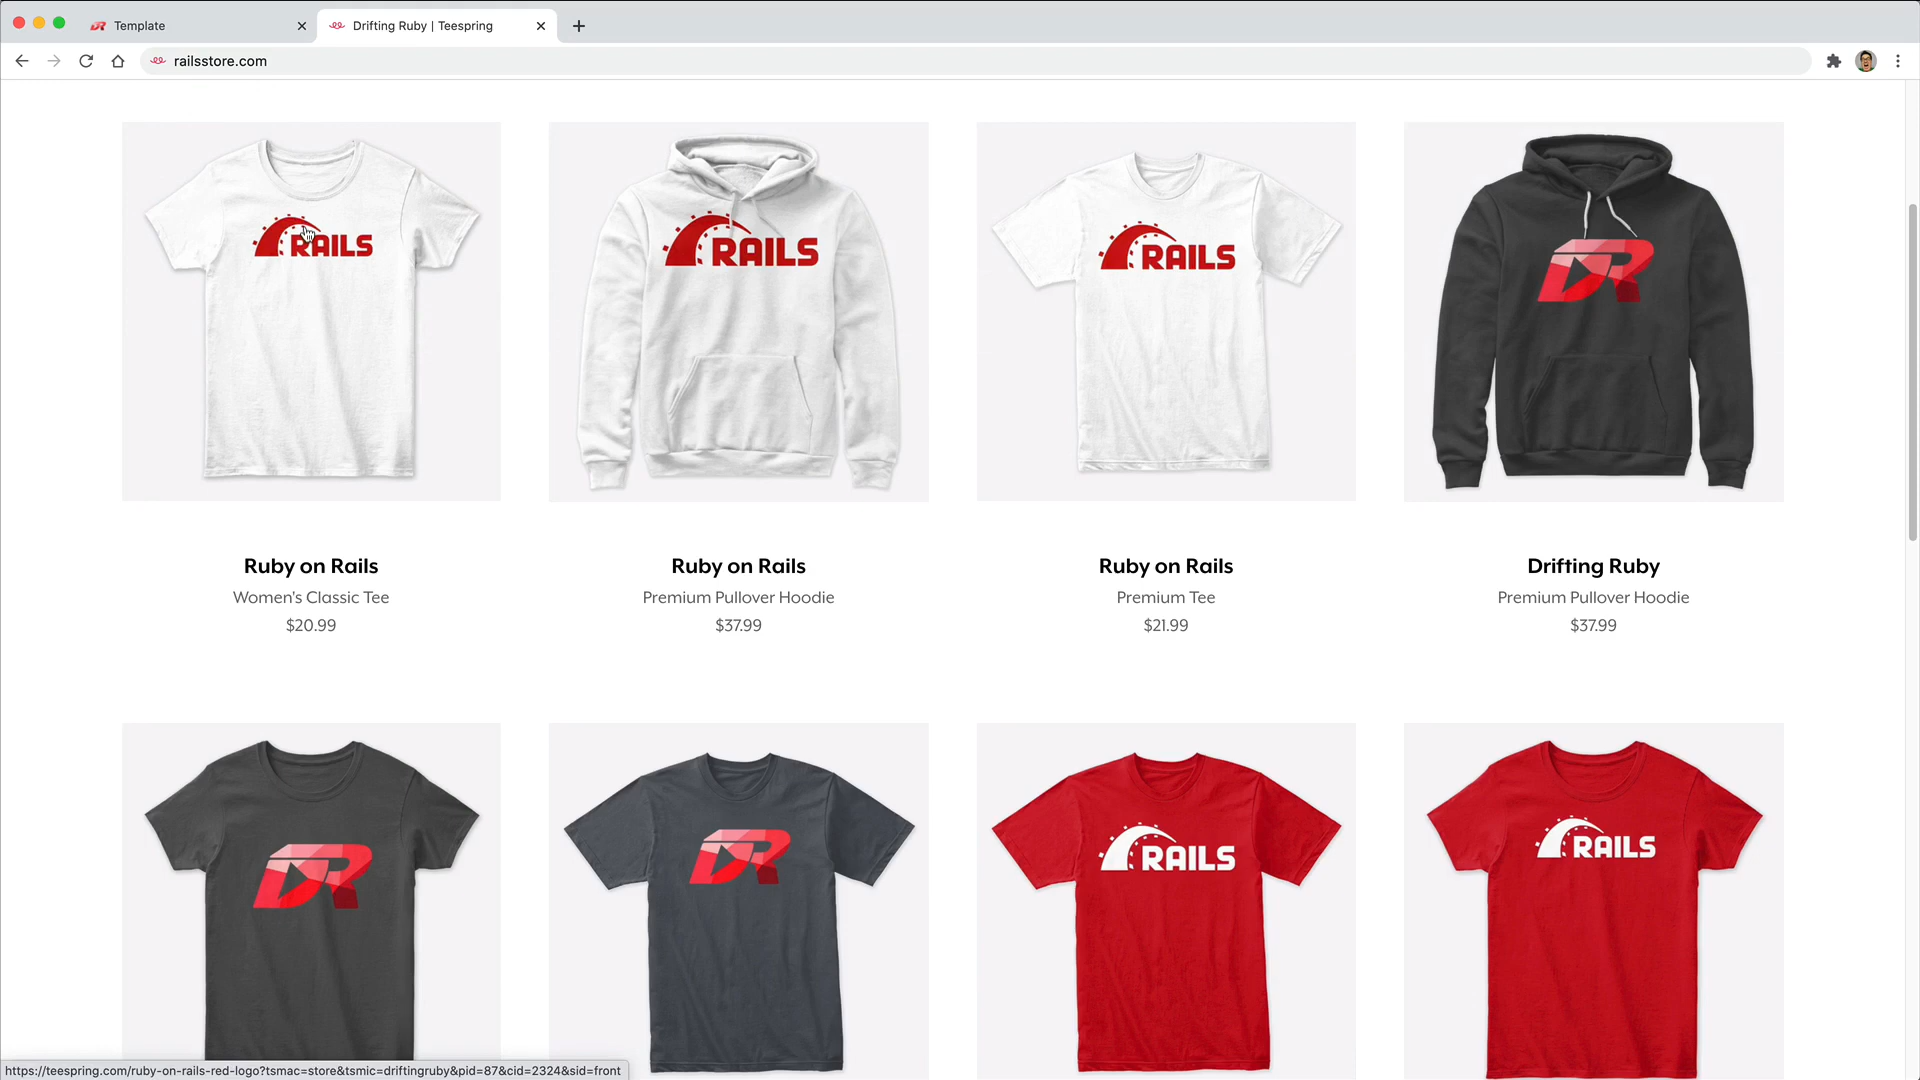 Template
Drifting Ruby | Teespring
railsstore.com
RAILS
RAILS
RAILS
DR
Ruby on Rails
Women's Classic Tee
$20.99
Ruby on Rails
Premium Pullover Hoodie
$37.99
Ruby on Rails
Premium Tee
$21.99
Drifting Ruby
Premium Pullover Hoodie
$37.99
DR
DR
RAILS
RAILS
https://teespring.com/ruby-on-rails-red-logo?tsmac=store&tsmic=driftingruby&pid=87&cid=2324&sid=front